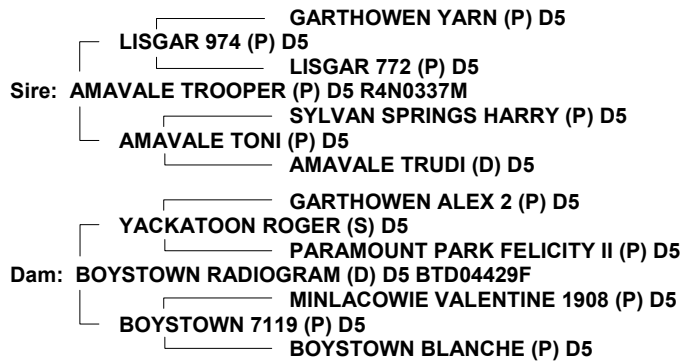 GARTHOWEN YARN (P) D5
LISGAR 974 (P) D5
LISGAR 772 (P) D5
Sire: AMAVALE TROOPER (P) D5 R4N0337M
SYLVAN SPRINGS HARRY (P) D5
AMAVALE TONI (P) D5
AMAVALE TRUDI (D) D5
GARTHOWEN ALEX 2 (P) D5
YACKATOON ROGER (S) D5
PARAMOUNT PARK FELICITY II (P) D5
Dam: BOYSTOWN RADIOGRAM (D) D5 BTD04429F
MINLACOWIE VALENTINE 1908 (P) D5
BOYSTOWN 7119 (P) D5
BOYSTOWN BLANCHE (P) D5